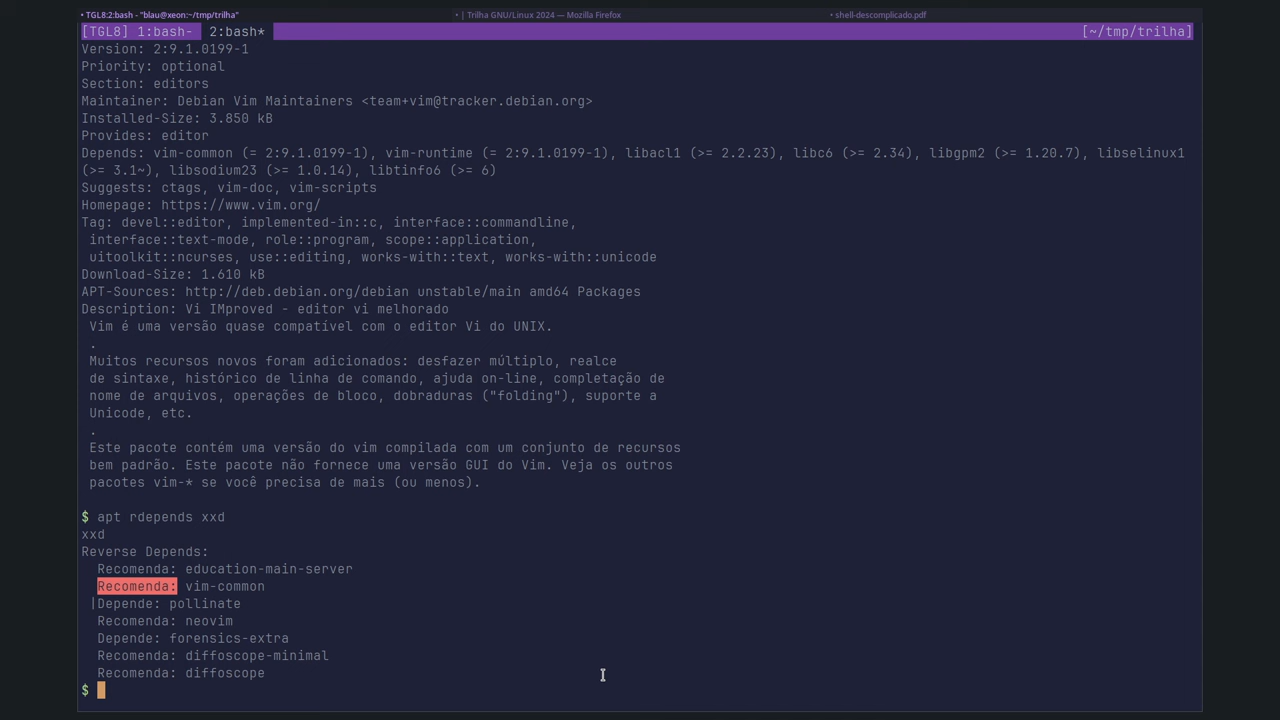 • TGL8:2:bash - "blau@xeon:~/tmp/trilha"
• | Trilha GNU/Linux 2024 — Mozilla Firefox
• shell-descomplicado.pdf
[TGL8] 1:bash- 2:bash* [~/tmp/trilha]
Version: 2:9.1.0199-1
Priority: optional
Section: editors
Maintainer: Debian Vim Maintainers <team+vim@tracker.debian.org>
Installed-Size: 3.850 kB
Provides: editor
Depends: vim-common (= 2:9.1.0199-1), vim-runtime (= 2:9.1.0199-1), libacl1 (>= 2.2.23), libc6 (>= 2.34), libgpm2 (>= 1.20.7), libselinux1
(>= 3.1~), libsodium23 (>= 1.0.14), libtinfo6 (>= 6)
Suggests: ctags, vim-doc, vim-scripts
Homepage: https://www.vim.org/
Tag: devel::editor, implemented-in::c, interface::commandline,
interface::text-mode, role::program, scope::application,
uitoolkit::ncurses, use::editing, works-with::text, works-with::unicode
Download-Size: 1.610 kB
APT-Sources: http://deb.debian.org/debian unstable/main amd64 Packages
Description: Vi IMproved - editor vi melhorado
Vim é uma versão quase compatível com o editor Vi do UNIX.
.
Muitos recursos novos foram adicionados: desfazer múltiplo, realce
de sintaxe, histórico de linha de comando, ajuda on-line, completação de
nome de arquivos, operações de bloco, dobraduras ("folding"), suporte a
Unicode, etc.
.
Este pacote contém uma versão do vim compilada com um conjunto de recursos
bem padrão. Este pacote não fornece uma versão GUI do Vim. Veja os outros
pacotes vim-* se você precisa de mais (ou menos).
$ apt rdepends xxd
xxd
Reverse Depends:
Recomenda: education-main-server
Recomenda: vim-common
|Depende: pollinate
Recomenda: neovim
Depende: forensics-extra
Recomenda: diffoscope-minimal
Recomenda: diffoscope
$